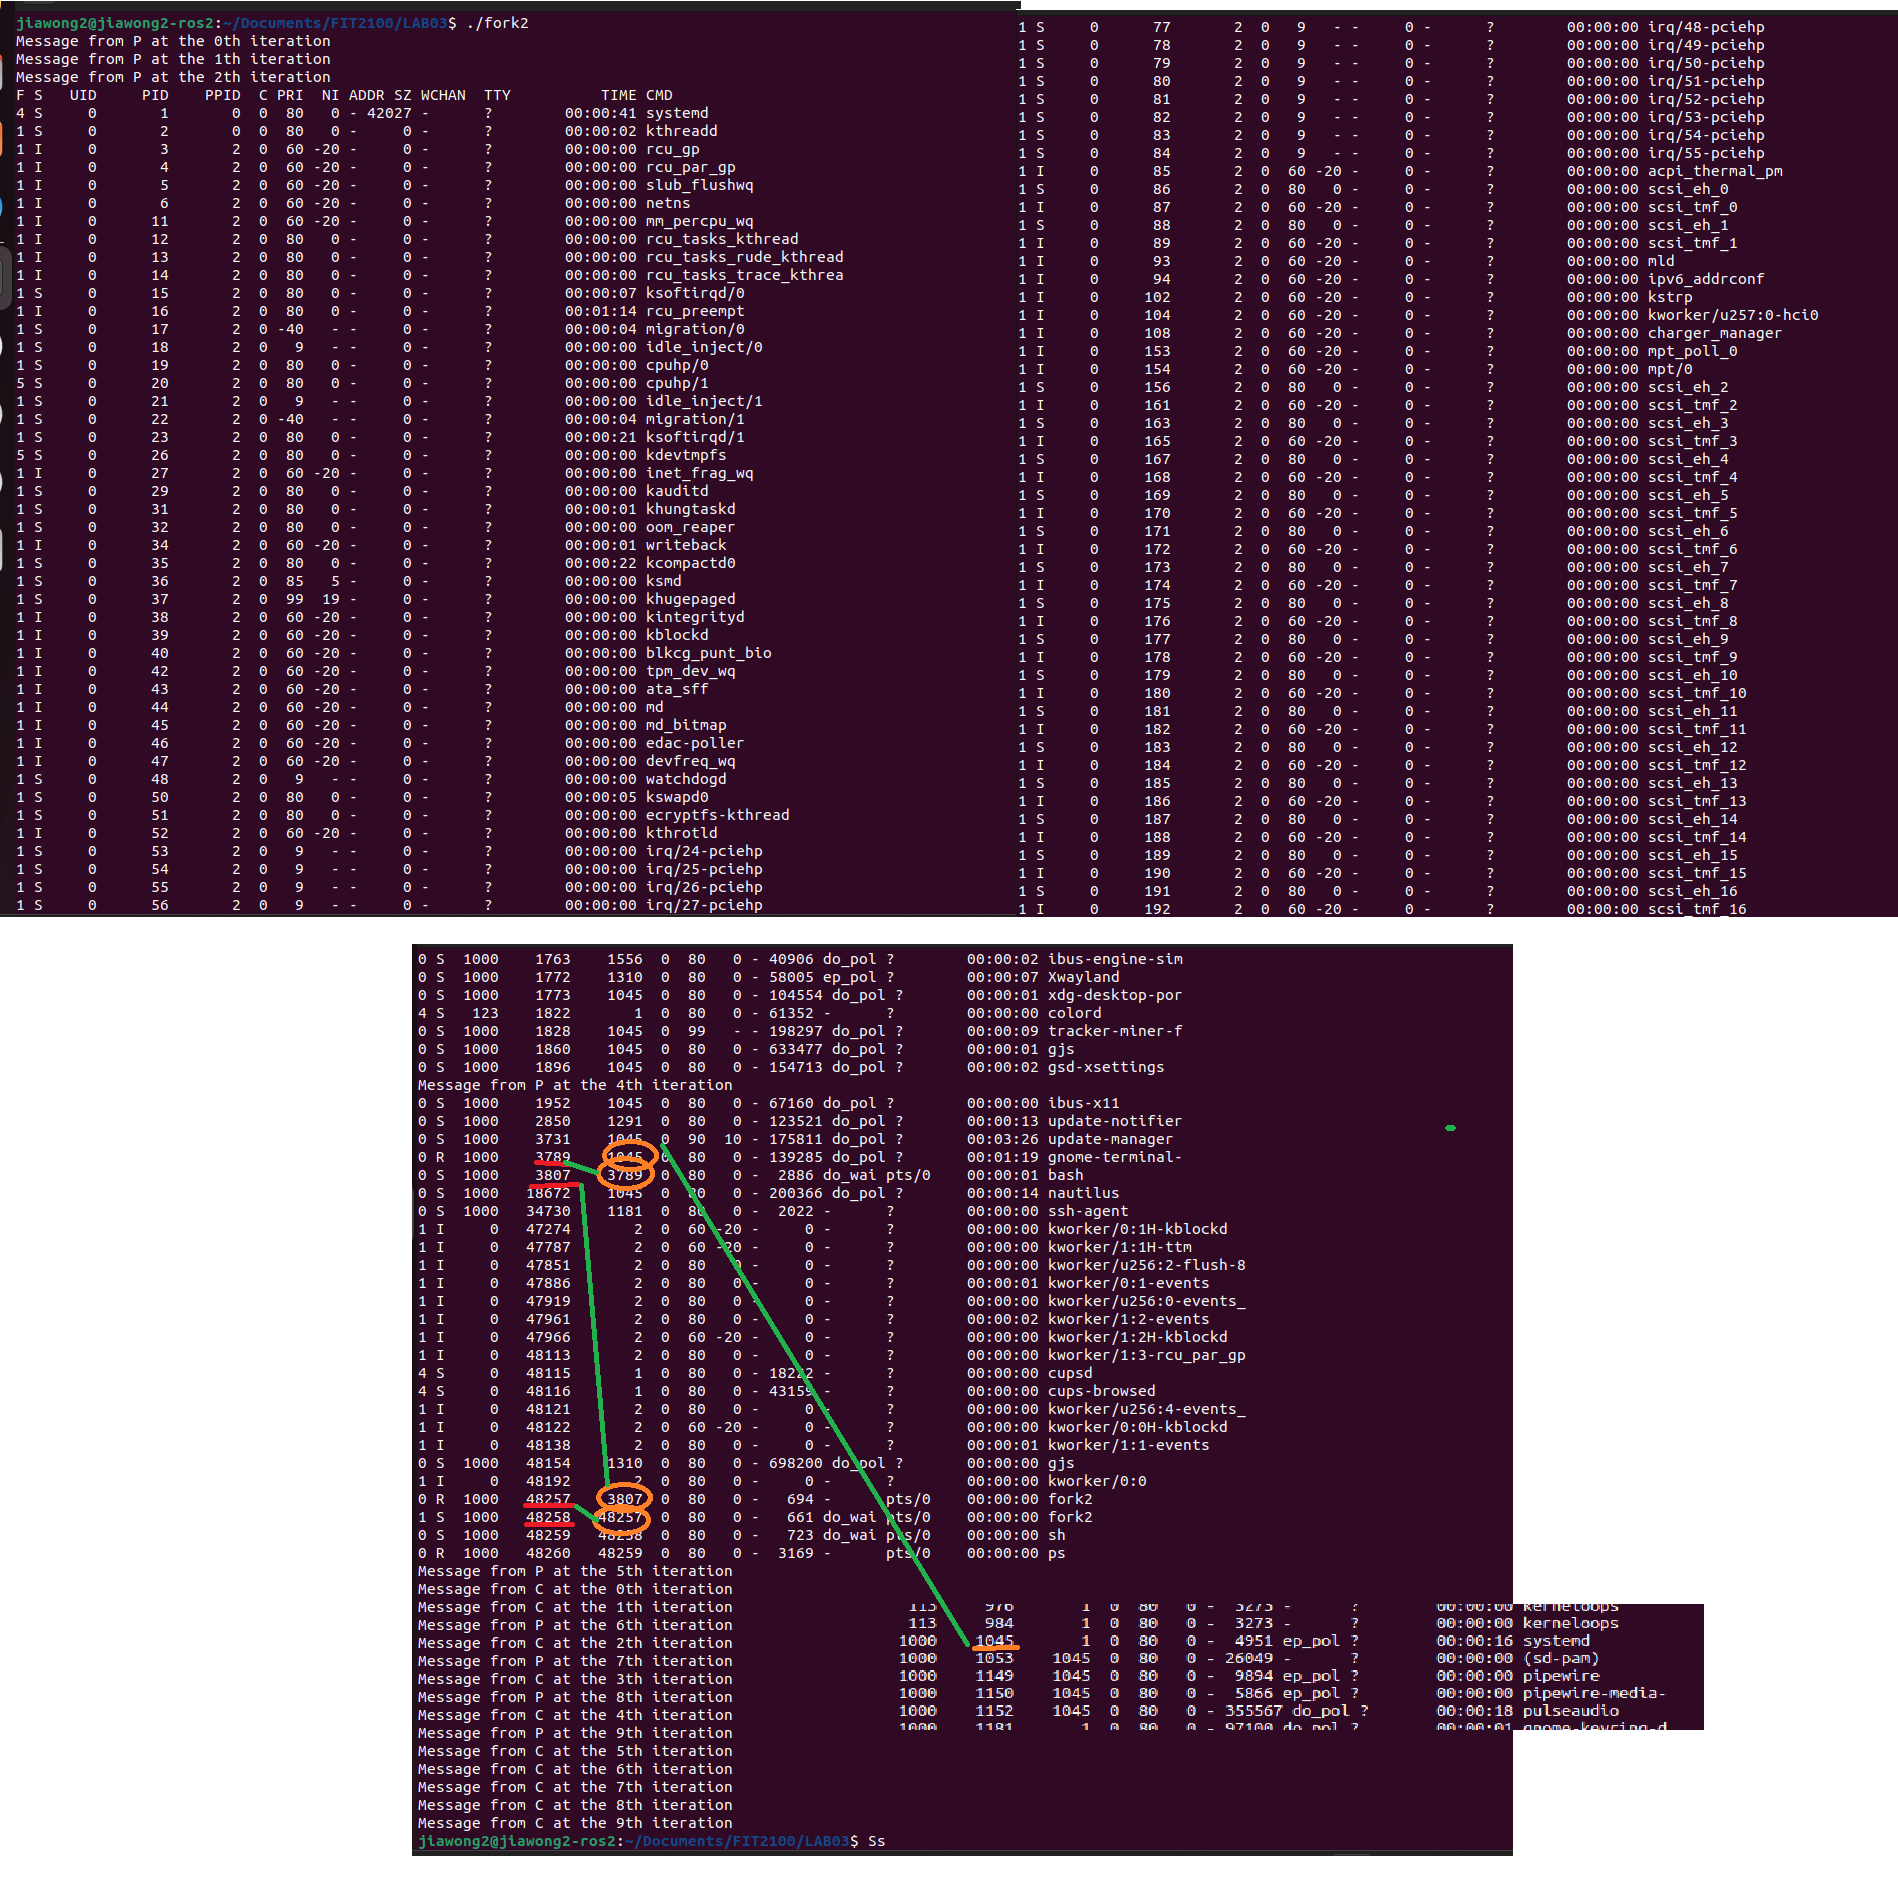 jiawong2@jiawong2-ros2:~/Documents/FIT2100/LAB03$ ./fork2
Message from P at the 0th iteration
Message from P at the 1th iteration
Message from P at the 2th iteration
F S   UID     PID    PPID  C PRI  NI ADDR SZ WCHAN  TTY          TIME CMD
4 S     0       1       0  0  80   0 - 42027 -      ?        00:00:41 systemd
1 S     0       2       0  0  80   0 -     0 -      ?        00:00:02 kthreadd
1 I     0       3       2  0  60 -20 -     0 -      ?        00:00:00 rcu_gp
1 I     0       4       2  0  60 -20 -     0 -      ?        00:00:00 rcu_par_gp
1 I     0       5       2  0  60 -20 -     0 -      ?        00:00:00 slub_flushwq
1 I     0       6       2  0  60 -20 -     0 -      ?        00:00:00 netns
1 I     0      11       2  0  60 -20 -     0 -      ?        00:00:00 mm_percpu_wq
1 I     0      12       2  0  80   0 -     0 -      ?        00:00:00 rcu_tasks_kthread
1 I     0      13       2  0  80   0 -     0 -      ?        00:00:00 rcu_tasks_rude_kthread
1 I     0      14       2  0  80   0 -     0 -      ?        00:00:00 rcu_tasks_trace_kthrea
1 S     0      15       2  0  80   0 -     0 -      ?        00:00:07 ksoftirqd/0
1 I     0      16       2  0  80   0 -     0 -      ?        00:01:14 rcu_preempt
1 S     0      17       2  0 -40   - -     0 -      ?        00:00:04 migration/0
1 S     0      18       2  0   9   - -     0 -      ?        00:00:00 idle_inject/0
1 S     0      19       2  0  80   0 -     0 -      ?        00:00:00 cpuhp/0
5 S     0      20       2  0  80   0 -     0 -      ?        00:00:00 cpuhp/1
1 S     0      21       2  0   9   - -     0 -      ?        00:00:00 idle_inject/1
1 S     0      22       2  0 -40   - -     0 -      ?        00:00:04 migration/1
1 S     0      23       2  0  80   0 -     0 -      ?        00:00:21 ksoftirqd/1
5 S     0      26       2  0  80   0 -     0 -      ?        00:00:00 kdevtmpfs
1 I     0      27       2  0  60 -20 -     0 -      ?        00:00:00 inet_frag_wq
1 S     0      29       2  0  80   0 -     0 -      ?        00:00:00 kauditd
1 S     0      31       2  0  80   0 -     0 -      ?        00:00:01 khungtaskd
1 S     0      32       2  0  80   0 -     0 -      ?        00:00:00 oom_reaper
1 I     0      34       2  0  60 -20 -     0 -      ?        00:00:01 writeback
1 S     0      35       2  0  80   0 -     0 -      ?        00:00:22 kcompactd0
1 S     0      36       2  0  85   5 -     0 -      ?        00:00:00 ksmd
1 S     0      37       2  0  99  19 -     0 -      ?        00:00:00 khugepaged
1 I     0      38       2  0  60 -20 -     0 -      ?        00:00:00 kintegrityd
1 I     0      39       2  0  60 -20 -     0 -      ?        00:00:00 kblockd
1 I     0      40       2  0  60 -20 -     0 -      ?        00:00:00 blkcg_punt_bio
1 I     0      42       2  0  60 -20 -     0 -      ?        00:00:00 tpm_dev_wq
1 I     0      43       2  0  60 -20 -     0 -      ?        00:00:00 ata_sff
1 I     0      44       2  0  60 -20 -     0 -      ?        00:00:00 md
1 I     0      45       2  0  60 -20 -     0 -      ?        00:00:00 md_bitmap
1 I     0      46       2  0  60 -20 -     0 -      ?        00:00:00 edac-poller
1 I     0      47       2  0  60 -20 -     0 -      ?        00:00:00 devfreq_wq
1 S     0      48       2  0   9   - -     0 -      ?        00:00:00 watchdogd
1 S     0      50       2  0  80   0 -     0 -      ?        00:00:05 kswapd0
1 S     0      51       2  0  80   0 -     0 -      ?        00:00:00 ecryptfs-kthread
1 I     0      52       2  0  60 -20 -     0 -      ?        00:00:00 kthrotld
1 S     0      53       2  0   9   - -     0 -      ?        00:00:00 irq/24-pciehp
1 S     0      54       2  0   9   - -     0 -      ?        00:00:00 irq/25-pciehp
1 S     0      55       2  0   9   - -     0 -      ?        00:00:00 irq/26-pciehp
1 S     0      56       2  0   9   - -     0 -      ?        00:00:00 irq/27-pciehp
1 S     0      77       2  0   9   - -     0 -      ?        00:00:00 irq/48-pciehp
1 S     0      78       2  0   9   - -     0 -      ?        00:00:00 irq/49-pciehp
1 S     0      79       2  0   9   - -     0 -      ?        00:00:00 irq/50-pciehp
1 S     0      80       2  0   9   - -     0 -      ?        00:00:00 irq/51-pciehp
1 S     0      81       2  0   9   - -     0 -      ?        00:00:00 irq/52-pciehp
1 S     0      82       2  0   9   - -     0 -      ?        00:00:00 irq/53-pciehp
1 S     0      83       2  0   9   - -     0 -      ?        00:00:00 irq/54-pciehp
1 S     0      84       2  0   9   - -     0 -      ?        00:00:00 irq/55-pciehp
1 I     0      85       2  0  60 -20 -     0 -      ?        00:00:00 acpi_thermal_pm
1 S     0      86       2  0  80   0 -     0 -      ?        00:00:00 scsi_eh_0
1 I     0      87       2  0  60 -20 -     0 -      ?        00:00:00 scsi_tmf_0
1 S     0      88       2  0  80   0 -     0 -      ?        00:00:00 scsi_eh_1
1 I     0      89       2  0  60 -20 -     0 -      ?        00:00:00 scsi_tmf_1
1 I     0      93       2  0  60 -20 -     0 -      ?        00:00:00 mld
1 I     0      94       2  0  60 -20 -     0 -      ?        00:00:00 ipv6_addrconf
1 I     0     102       2  0  60 -20 -     0 -      ?        00:00:00 kstrp
1 I     0     104       2  0  60 -20 -     0 -      ?        00:00:00 kworker/u257:0-hci0
1 I     0     108       2  0  60 -20 -     0 -      ?        00:00:00 charger_manager
1 I     0     153       2  0  60 -20 -     0 -      ?        00:00:00 mpt_poll_0
1 I     0     154       2  0  60 -20 -     0 -      ?        00:00:00 mpt/0
1 S     0     156       2  0  80   0 -     0 -      ?        00:00:00 scsi_eh_2
1 I     0     161       2  0  60 -20 -     0 -      ?        00:00:00 scsi_tmf_2
1 S     0     163       2  0  80   0 -     0 -      ?        00:00:00 scsi_eh_3
1 I     0     165       2  0  60 -20 -     0 -      ?        00:00:00 scsi_tmf_3
1 S     0     167       2  0  80   0 -     0 -      ?        00:00:00 scsi_eh_4
1 I     0     168       2  0  60 -20 -     0 -      ?        00:00:00 scsi_tmf_4
1 S     0     169       2  0  80   0 -     0 -      ?        00:00:00 scsi_eh_5
1 I     0     170       2  0  60 -20 -     0 -      ?        00:00:00 scsi_tmf_5
1 S     0     171       2  0  80   0 -     0 -      ?        00:00:00 scsi_eh_6
1 I     0     172       2  0  60 -20 -     0 -      ?        00:00:00 scsi_tmf_6
1 S     0     173       2  0  80   0 -     0 -      ?        00:00:00 scsi_eh_7
1 I     0     174       2  0  60 -20 -     0 -      ?        00:00:00 scsi_tmf_7
1 S     0     175       2  0  80   0 -     0 -      ?        00:00:00 scsi_eh_8
1 I     0     176       2  0  60 -20 -     0 -      ?        00:00:00 scsi_tmf_8
1 S     0     177       2  0  80   0 -     0 -      ?        00:00:00 scsi_eh_9
1 I     0     178       2  0  60 -20 -     0 -      ?        00:00:00 scsi_tmf_9
1 S     0     179       2  0  80   0 -     0 -      ?        00:00:00 scsi_eh_10
1 I     0     180       2  0  60 -20 -     0 -      ?        00:00:00 scsi_tmf_10
1 S     0     181       2  0  80   0 -     0 -      ?        00:00:00 scsi_eh_11
1 I     0     182       2  0  60 -20 -     0 -      ?        00:00:00 scsi_tmf_11
1 S     0     183       2  0  80   0 -     0 -      ?        00:00:00 scsi_eh_12
1 I     0     184       2  0  60 -20 -     0 -      ?        00:00:00 scsi_tmf_12
1 S     0     185       2  0  80   0 -     0 -      ?        00:00:00 scsi_eh_13
1 I     0     186       2  0  60 -20 -     0 -      ?        00:00:00 scsi_tmf_13
1 S     0     187       2  0  80   0 -     0 -      ?        00:00:00 scsi_eh_14
1 I     0     188       2  0  60 -20 -     0 -      ?        00:00:00 scsi_tmf_14
1 S     0     189       2  0  80   0 -     0 -      ?        00:00:00 scsi_eh_15
1 I     0     190       2  0  60 -20 -     0 -      ?        00:00:00 scsi_tmf_15
1 S     0     191       2  0  80   0 -     0 -      ?        00:00:00 scsi_eh_16
1 I     0     192       2  0  60 -20 -     0 -      ?        00:00:00 scsi_tmf_16
0 S  1000    1763    1556  0  80   0 - 40906 do_pol ?        00:00:02 ibus-engine-sim
0 S  1000    1772    1310  0  80   0 - 58005 ep_pol ?        00:00:07 Xwayland
0 S  1000    1773    1045  0  80   0 - 104554 do_pol ?       00:00:01 xdg-desktop-por
4 S   123    1822       1  0  80   0 - 61352 -      ?        00:00:00 colord
0 S  1000    1828    1045  0  99   - - 198297 do_pol ?       00:00:09 tracker-miner-f
0 S  1000    1860    1045  0  80   0 - 633477 do_pol ?       00:00:01 gjs
0 S  1000    1896    1045  0  80   0 - 154713 do_pol ?       00:00:02 gsd-xsettings
Message from P at the 4th iteration
0 S  1000    1952    1045  0  80   0 - 67160 do_pol ?        00:00:00 ibus-x11
0 S  1000    2850    1291  0  80   0 - 123521 do_pol ?       00:00:13 update-notifier
0 S  1000    3731    1045  0  90  10 - 175811 do_pol ?       00:03:26 update-manager
0 R  1000    3789    1045  0  80   0 - 139285 do_pol ?       00:01:19 gnome-terminal-
0 S  1000    3807    3789  0  80   0 -  2886 do_wai pts/0    00:00:01 bash
0 S  1000   18672    1045  0  80   0 - 200366 do_pol ?       00:00:14 nautilus
0 S  1000   34730    1181  0  80   0 -  2022 -      ?        00:00:00 ssh-agent
1 I     0   47274       2  0  60 -20 -     0 -      ?        00:00:00 kworker/0:1H-kblockd
1 I     0   47787       2  0  60 -20 -     0 -      ?        00:00:00 kworker/1:1H-ttm
1 I     0   47851       2  0  80   0 -     0 -      ?        00:00:00 kworker/u256:2-flush-8
1 I     0   47886       2  0  80   0 -     0 -      ?        00:00:01 kworker/0:1-events
1 I     0   47919       2  0  80   0 -     0 -      ?        00:00:00 kworker/u256:0-events_
1 I     0   47961       2  0  80   0 -     0 -      ?        00:00:02 kworker/1:2-events
1 I     0   47966       2  0  60 -20 -     0 -      ?        00:00:00 kworker/1:2H-kblockd
1 I     0   48113       2  0  80   0 -     0 -      ?        00:00:00 kworker/1:3-rcu_par_gp
4 S     0   48115       1  0  80   0 - 18222 -      ?        00:00:00 cupsd
4 S     0   48116       1  0  80   0 - 43159 -      ?        00:00:00 cups-browsed
1 I     0   48121       2  0  80   0 -     0 -      ?        00:00:00 kworker/u256:4-events_
1 I     0   48122       2  0  60 -20 -     0 -      ?        00:00:00 kworker/0:0H-kblockd
1 I     0   48138       2  0  80   0 -     0 -      ?        00:00:01 kworker/1:1-events
0 S  1000   48154    1310  0  80   0 - 698200 do_pol ?       00:00:00 gjs
1 I     0   48192       2  0  80   0 -     0 -      ?        00:00:00 kworker/0:0
0 R  1000   48257    3807  0  80   0 -   694 -      pts/0    00:00:00 fork2
1 S  1000   48258   48257  0  80   0 -   661 do_wai pts/0    00:00:00 fork2
0 S  1000   48259   48258  0  80   0 -   723 do_wai pts/0    00:00:00 sh
0 R  1000   48260   48259  0  80   0 -  3169 -      pts/0    00:00:00 ps
Message from P at the 5th iteration
Message from C at the 0th iteration
Message from C at the 1th iteration
Message from P at the 6th iteration
Message from C at the 2th iteration
Message from P at the 7th iteration
Message from C at the 3th iteration
Message from P at the 8th iteration
Message from C at the 4th iteration
Message from P at the 9th iteration
Message from C at the 5th iteration
Message from C at the 6th iteration
Message from C at the 7th iteration
Message from C at the 8th iteration
Message from C at the 9th iteration
jiawong2@jiawong2-ros2:~/Documents/FIT2100/LAB03$ Ss
113     976       1  0  80   0 -  3273 -      ?        00:00:00 kerneloops
113     984       1  0  80   0 -  3273 -      ?        00:00:00 kerneloops
1000    1045       1  0  80   0 -  4951 ep_pol ?        00:00:16 systemd
1000    1053    1045  0  80   0 - 26049 -      ?        00:00:00 (sd-pam)
1000    1149    1045  0  80   0 -  9894 ep_pol ?        00:00:00 pipewire
1000    1150    1045  0  80   0 -  5866 ep_pol ?        00:00:00 pipewire-media-
1000    1152    1045  0  80   0 - 355567 do_pol ?       00:00:18 pulseaudio
1000    1181       1  0  80   0 - 97100 do_pol ?        00:00:01 gnome-keyring-d